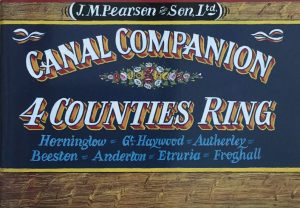 (J.M.Pearson & Son, Ltd.)
CANAL COMPANION
4 COUNTIES RING
Horninglow = Gt. Haywood = Autherley =
Beeston = Anderton = Etruria = Froghall